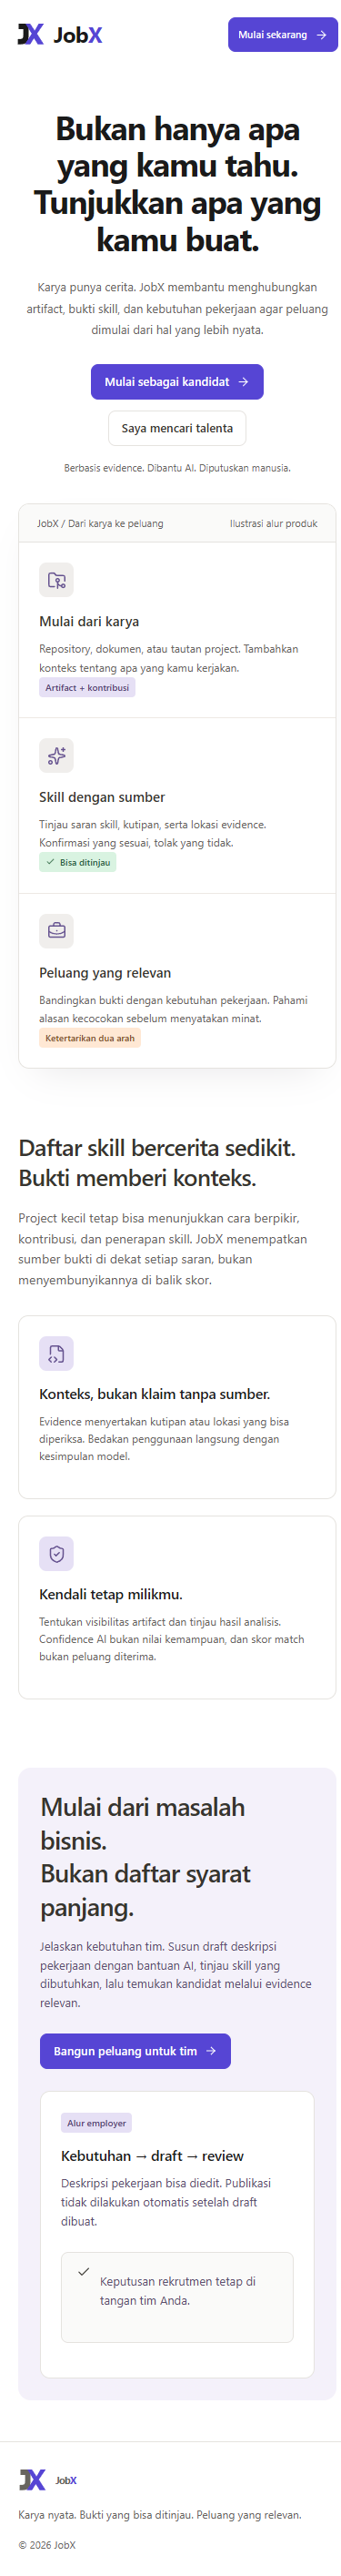 JobX
Mulai sekarang →
Bukan hanya apa
yang kamu tahu.
Tunjukkan apa yang
kamu buat.
Karya punya cerita. JobX membantu menghubungkan
artifact, bukti skill, dan kebutuhan pekerjaan agar peluang
dimulai dari hal yang lebih nyata.
Mulai sebagai kandidat →
Saya mencari talenta
Berbasis evidence. Dibantu AI. Diputuskan manusia.
JobX / Dari karya ke peluang
Ilustrasi alur produk
Mulai dari karya
Repository, dokumen, atau tautan project. Tambahkan
konteks tentang apa yang kamu kerjakan.
Artifact + kontribusi
Skill dengan sumber
Tinjau saran skill, kutipan, serta lokasi evidence.
Konfirmasi yang sesuai, tolak yang tidak.
✓ Bisa ditinjau
Peluang yang relevan
Bandingkan bukti dengan kebutuhan pekerjaan. Pahami
alasan kecocokan sebelum menyatakan minat.
Ketertarikan dua arah
Daftar skill bercerita sedikit.
Bukti memberi konteks.
Project kecil tetap bisa menunjukkan cara berpikir,
kontribusi, dan penerapan skill. JobX menempatkan
sumber bukti di dekat setiap saran, bukan
menyembunyikannya di balik skor.
Konteks, bukan klaim tanpa sumber.
Evidence menyertakan kutipan atau lokasi yang bisa
diperiksa. Bedakan penggunaan langsung dengan
kesimpulan model.
Kendali tetap milikmu.
Tentukan visibilitas artifact dan tinjau hasil analisis.
Confidence AI bukan nilai kemampuan, dan skor match
bukan peluang diterima.
Mulai dari masalah
bisnis.
Bukan daftar syarat
panjang.
Jelaskan kebutuhan tim. Susun draft deskripsi
pekerjaan dengan bantuan AI, tinjau skill yang
dibutuhkan, lalu temukan kandidat melalui evidence
relevan.
Bangun peluang untuk tim →
Alur employer
Kebutuhan → draft → review
Deskripsi pekerjaan bisa diedit. Publikasi
tidak dilakukan otomatis setelah draft
dibuat.
✓ Keputusan rekrutmen tetap di
tangan tim Anda.
JobX
Karya nyata. Bukti yang bisa ditinjau. Peluang yang relevan.
© 2026 JobX